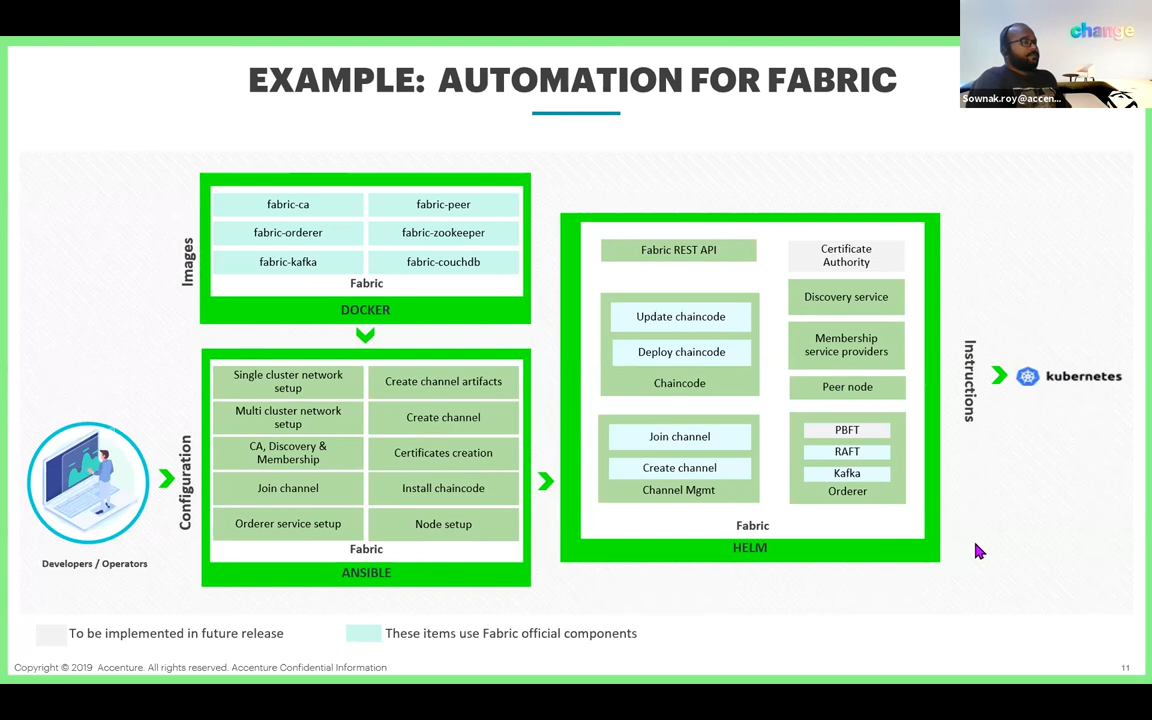 change
Sownak.roy@accen...
EXAMPLE: AUTOMATION FOR FABRIC
Images
fabric-ca
fabric-peer
fabric-orderer
fabric-zookeeper
fabric-kafka
fabric-couchdb
Fabric
DOCKER
Developers / Operators
Configuration
Single cluster network
setup
Create channel artifacts
Multi cluster network
setup
Create channel
CA, Discovery &
Membership
Certificates creation
Join channel
Install chaincode
Orderer service setup
Node setup
Fabric
ANSIBLE
Fabric REST API
Update chaincode
Deploy chaincode
Chaincode
Join channel
Create channel
Channel Mgmt
Certificate
Authority
Discovery service
Membership
service providers
Peer node
PBFT
RAFT
Kafka
Orderer
Fabric
HELM
Instructions
kubernetes
To be implemented in future release
These items use Fabric official components
Copyright © 2019 Accenture. All rights reserved. Accenture Confidential Information
11